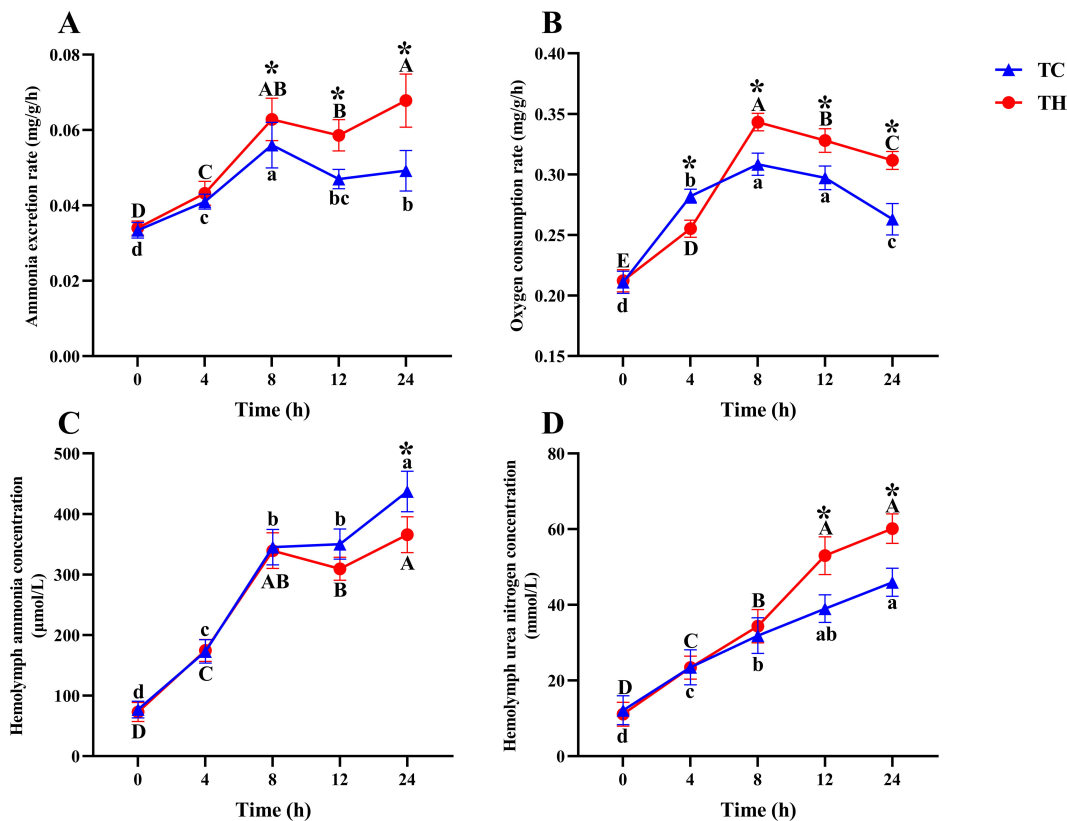 A
Ammonia excretion rate (mg/g/h)
0.08
0.06
0.04
0.02
0.00
D
d
C
c
*
AB
a
*
B
bc
*
A
b
0
4
8
12
24
Time (h)
B
Oxygen consumption rate (mg/g/h)
0.40
0.35
0.30
0.25
0.20
0.15
E
d
*
b
D
*
A
a
*
B
a
*
C
c
0
4
8
12
24
Time (h)
TC
TH
C
Hemolymph ammonia concentration
(μmol/L)
500
400
300
200
100
0
d
D
c
C
b
AB
b
B
*
a
A
0
4
8
12
24
Time (h)
D
Hemolymph urea nitrogen concentration
(mmol/L)
80
60
40
20
0
D
d
C
c
B
b
*
A
ab
*
A
a
0
4
8
12
24
Time (h)